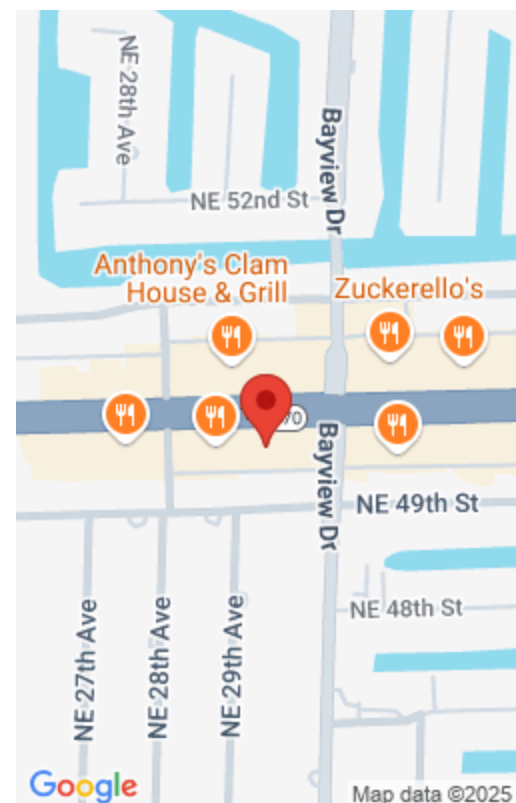 NE 28th Ave
Bayview Dr
NE 52nd St
Anthony's Clam
House & Grill
Zuckerello's
Bayview Dr
NE 49th St
NE 48th St
NE 27th Ave
NE 28th Ave
NE 29th Ave
Google
Map data ©2025